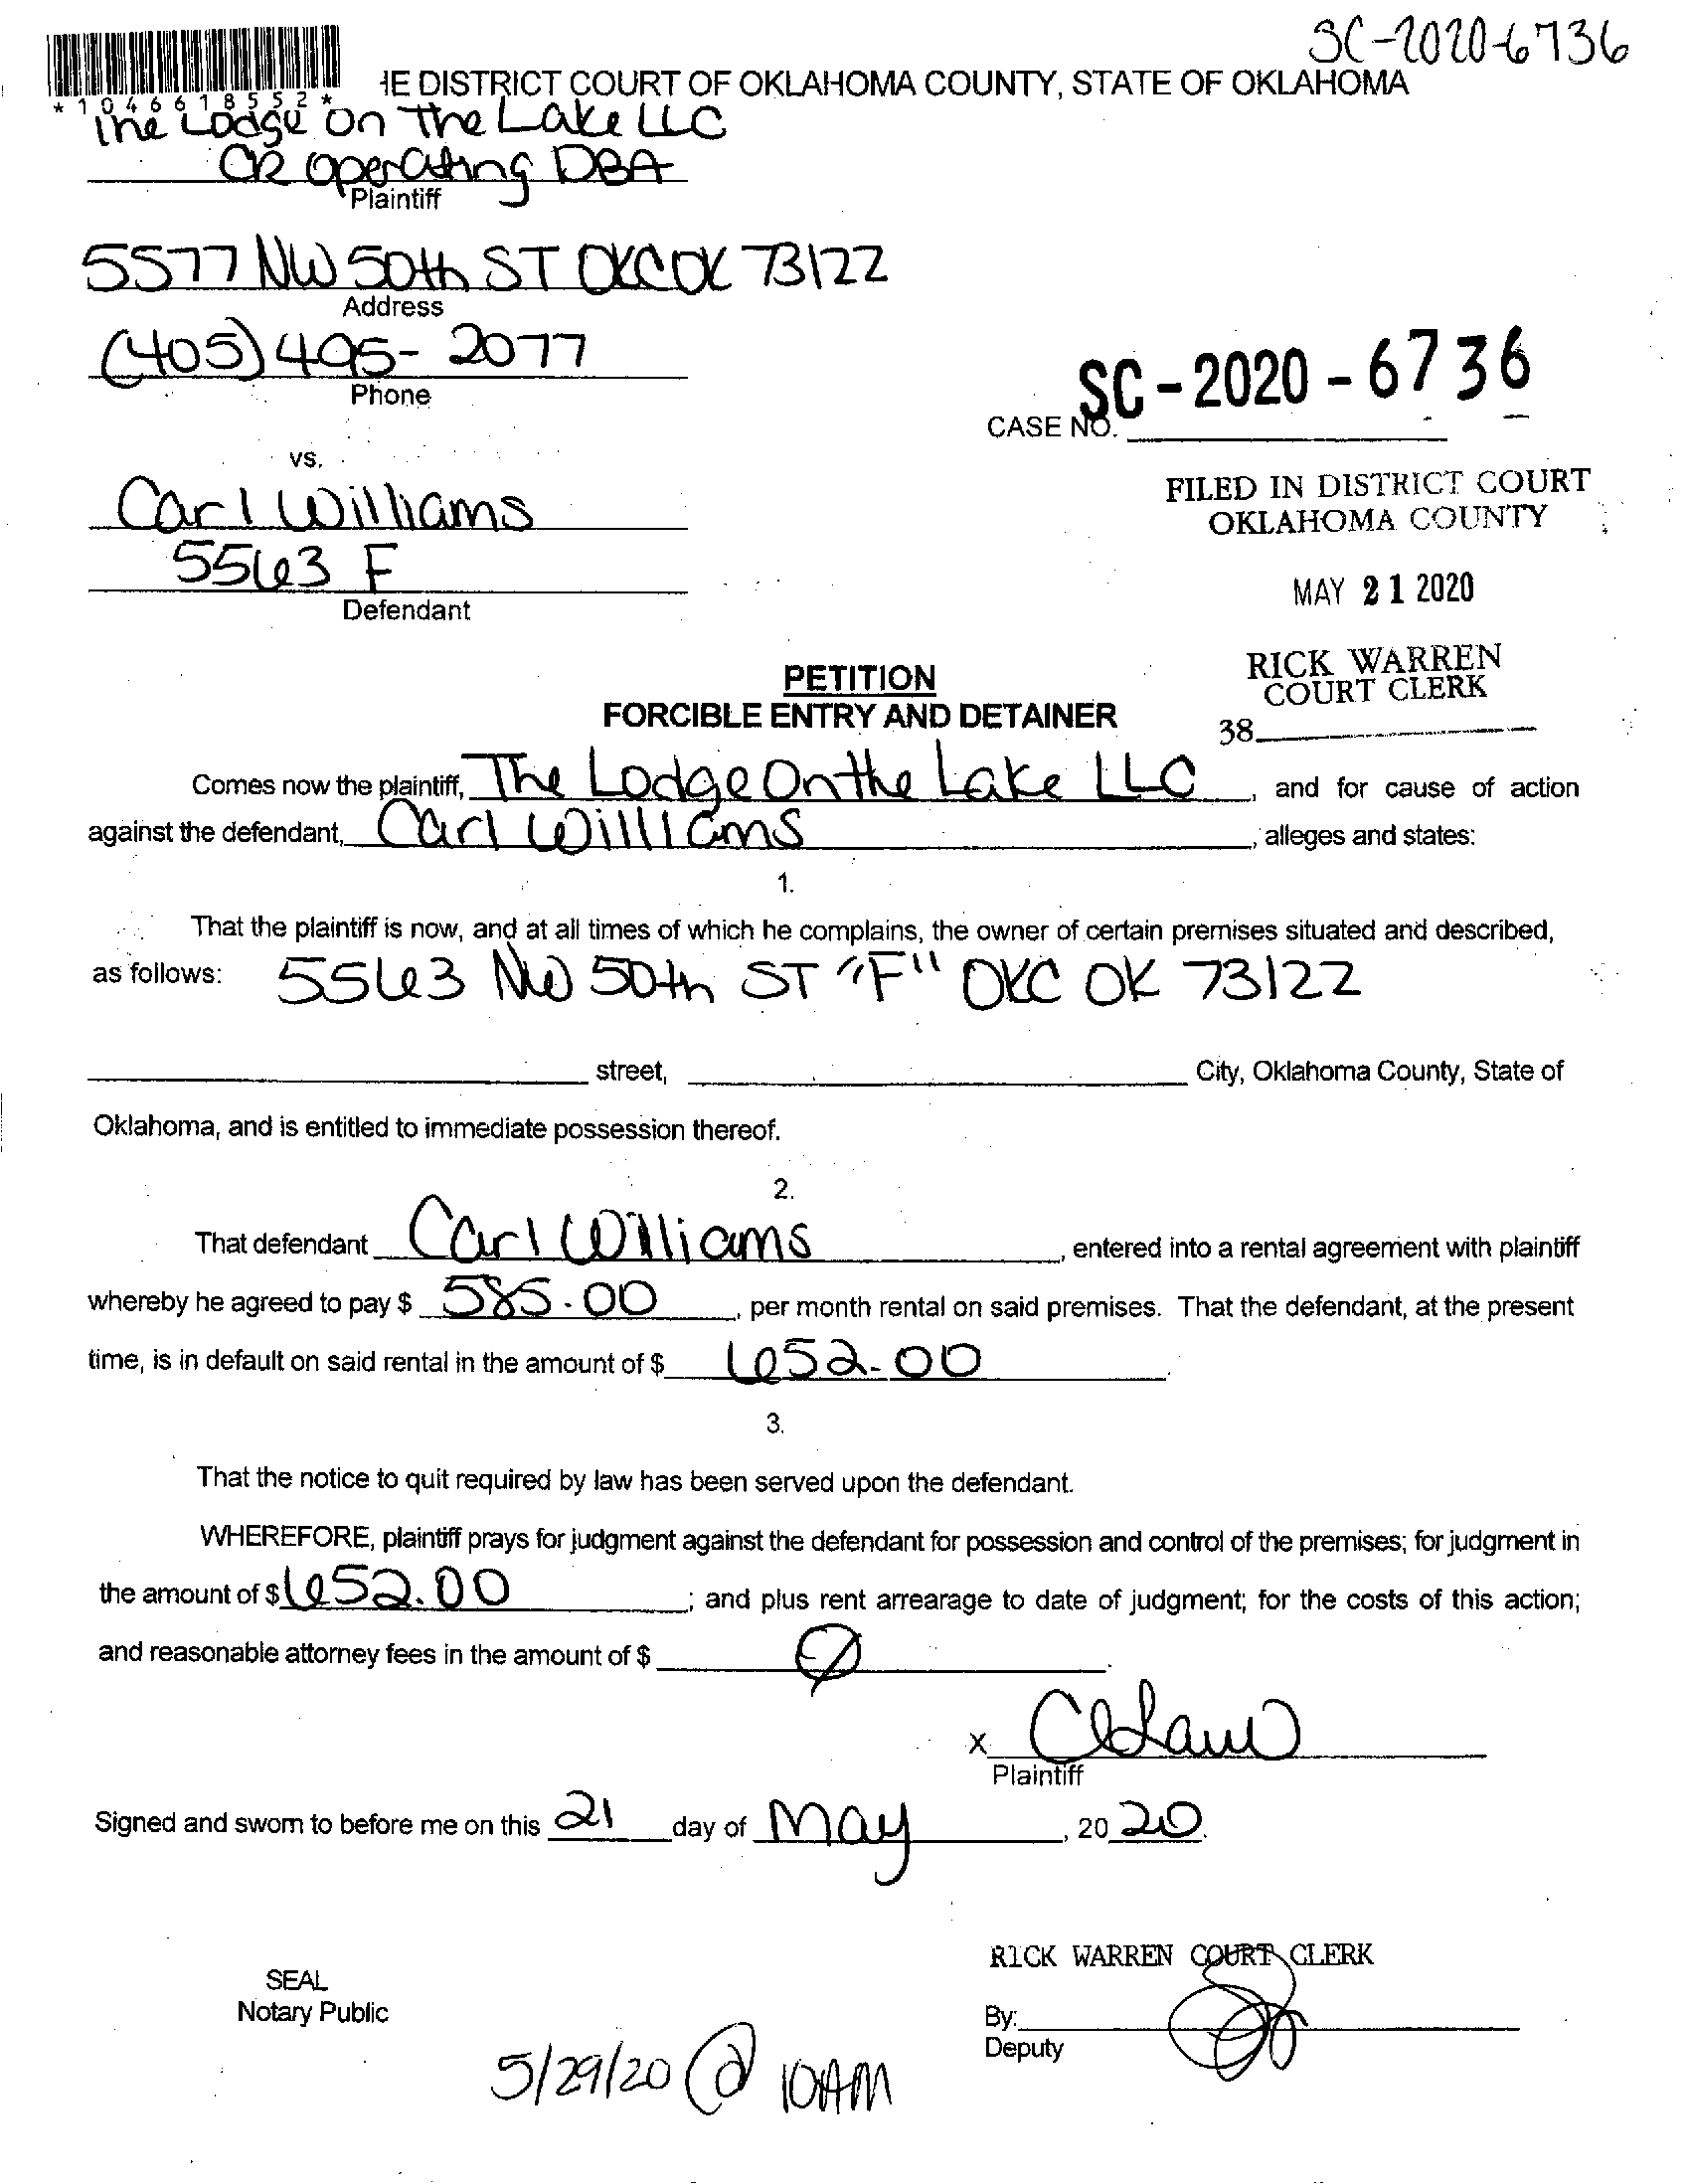 SC-2020-6736
HE DISTRICT COURT OF OKLAHOMA COUNTY, STATE OF OKLAHOMA
*1046618552*
The Lodge on the Lake LLC
CR Operating DBA
Plaintiff
5577 NW 50th ST OKC OK 73122
Address
(405) 495-2077
Phone
SC-2020-6736
CASE NO.
vs.
Carl Williams
5563 F
Defendant
FILED IN DISTRICT COURT
OKLAHOMA COUNTY
MAY 21 2020
RICK WARREN
COURT CLERK
38
PETITION
FORCIBLE ENTRY AND DETAINER
Comes now the plaintiff, The Lodge On the Lake LLC, and for cause of action
against the defendant, Carl Williams, alleges and states:
1.
That the plaintiff is now, and at all times of which he complains, the owner of certain premises situated and described,
as follows: 5563 NW 50th ST "F" OKC OK 73122
street, City, Oklahoma County, State of
Oklahoma, and is entitled to immediate possession thereof.
2.
That defendant Carl Williams, entered into a rental agreement with plaintiff
whereby he agreed to pay $ 585.00, per month rental on said premises. That the defendant, at the present
time, is in default on said rental in the amount of $ 652.00.
3.
That the notice to quit required by law has been served upon the defendant.
WHEREFORE, plaintiff prays for judgment against the defendant for possession and control of the premises; for judgment in
the amount of $ 652.00; and plus rent arrearage to date of judgment; for the costs of this action;
and reasonable attorney fees in the amount of $ Ø.
X
Plaintiff
Signed and sworn to before me on this 21 day of May, 20 20.
RICK WARREN COURT CLERK
SEAL
Notary Public
By:
Deputy
5/29/20 @ 10AM